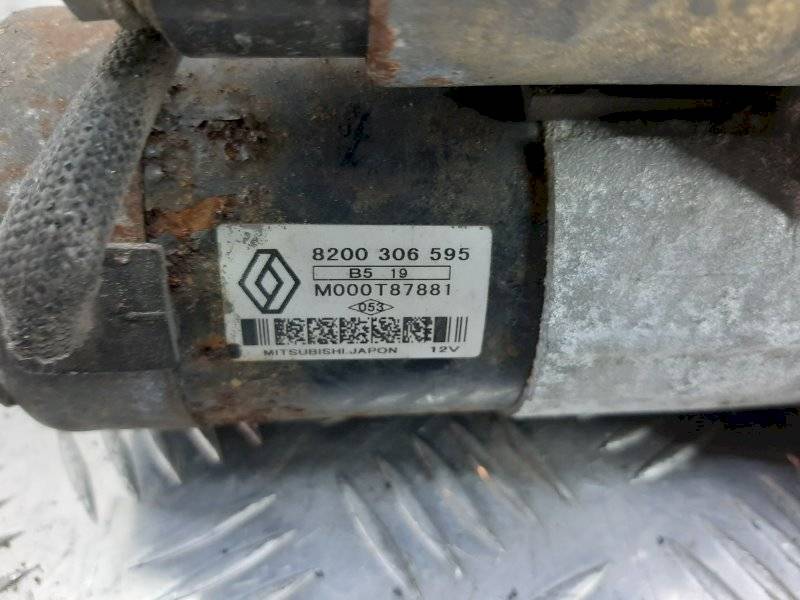 8200 306 595
B5 19
M000T87881
053
MITSUBISHI.JAPON 12V